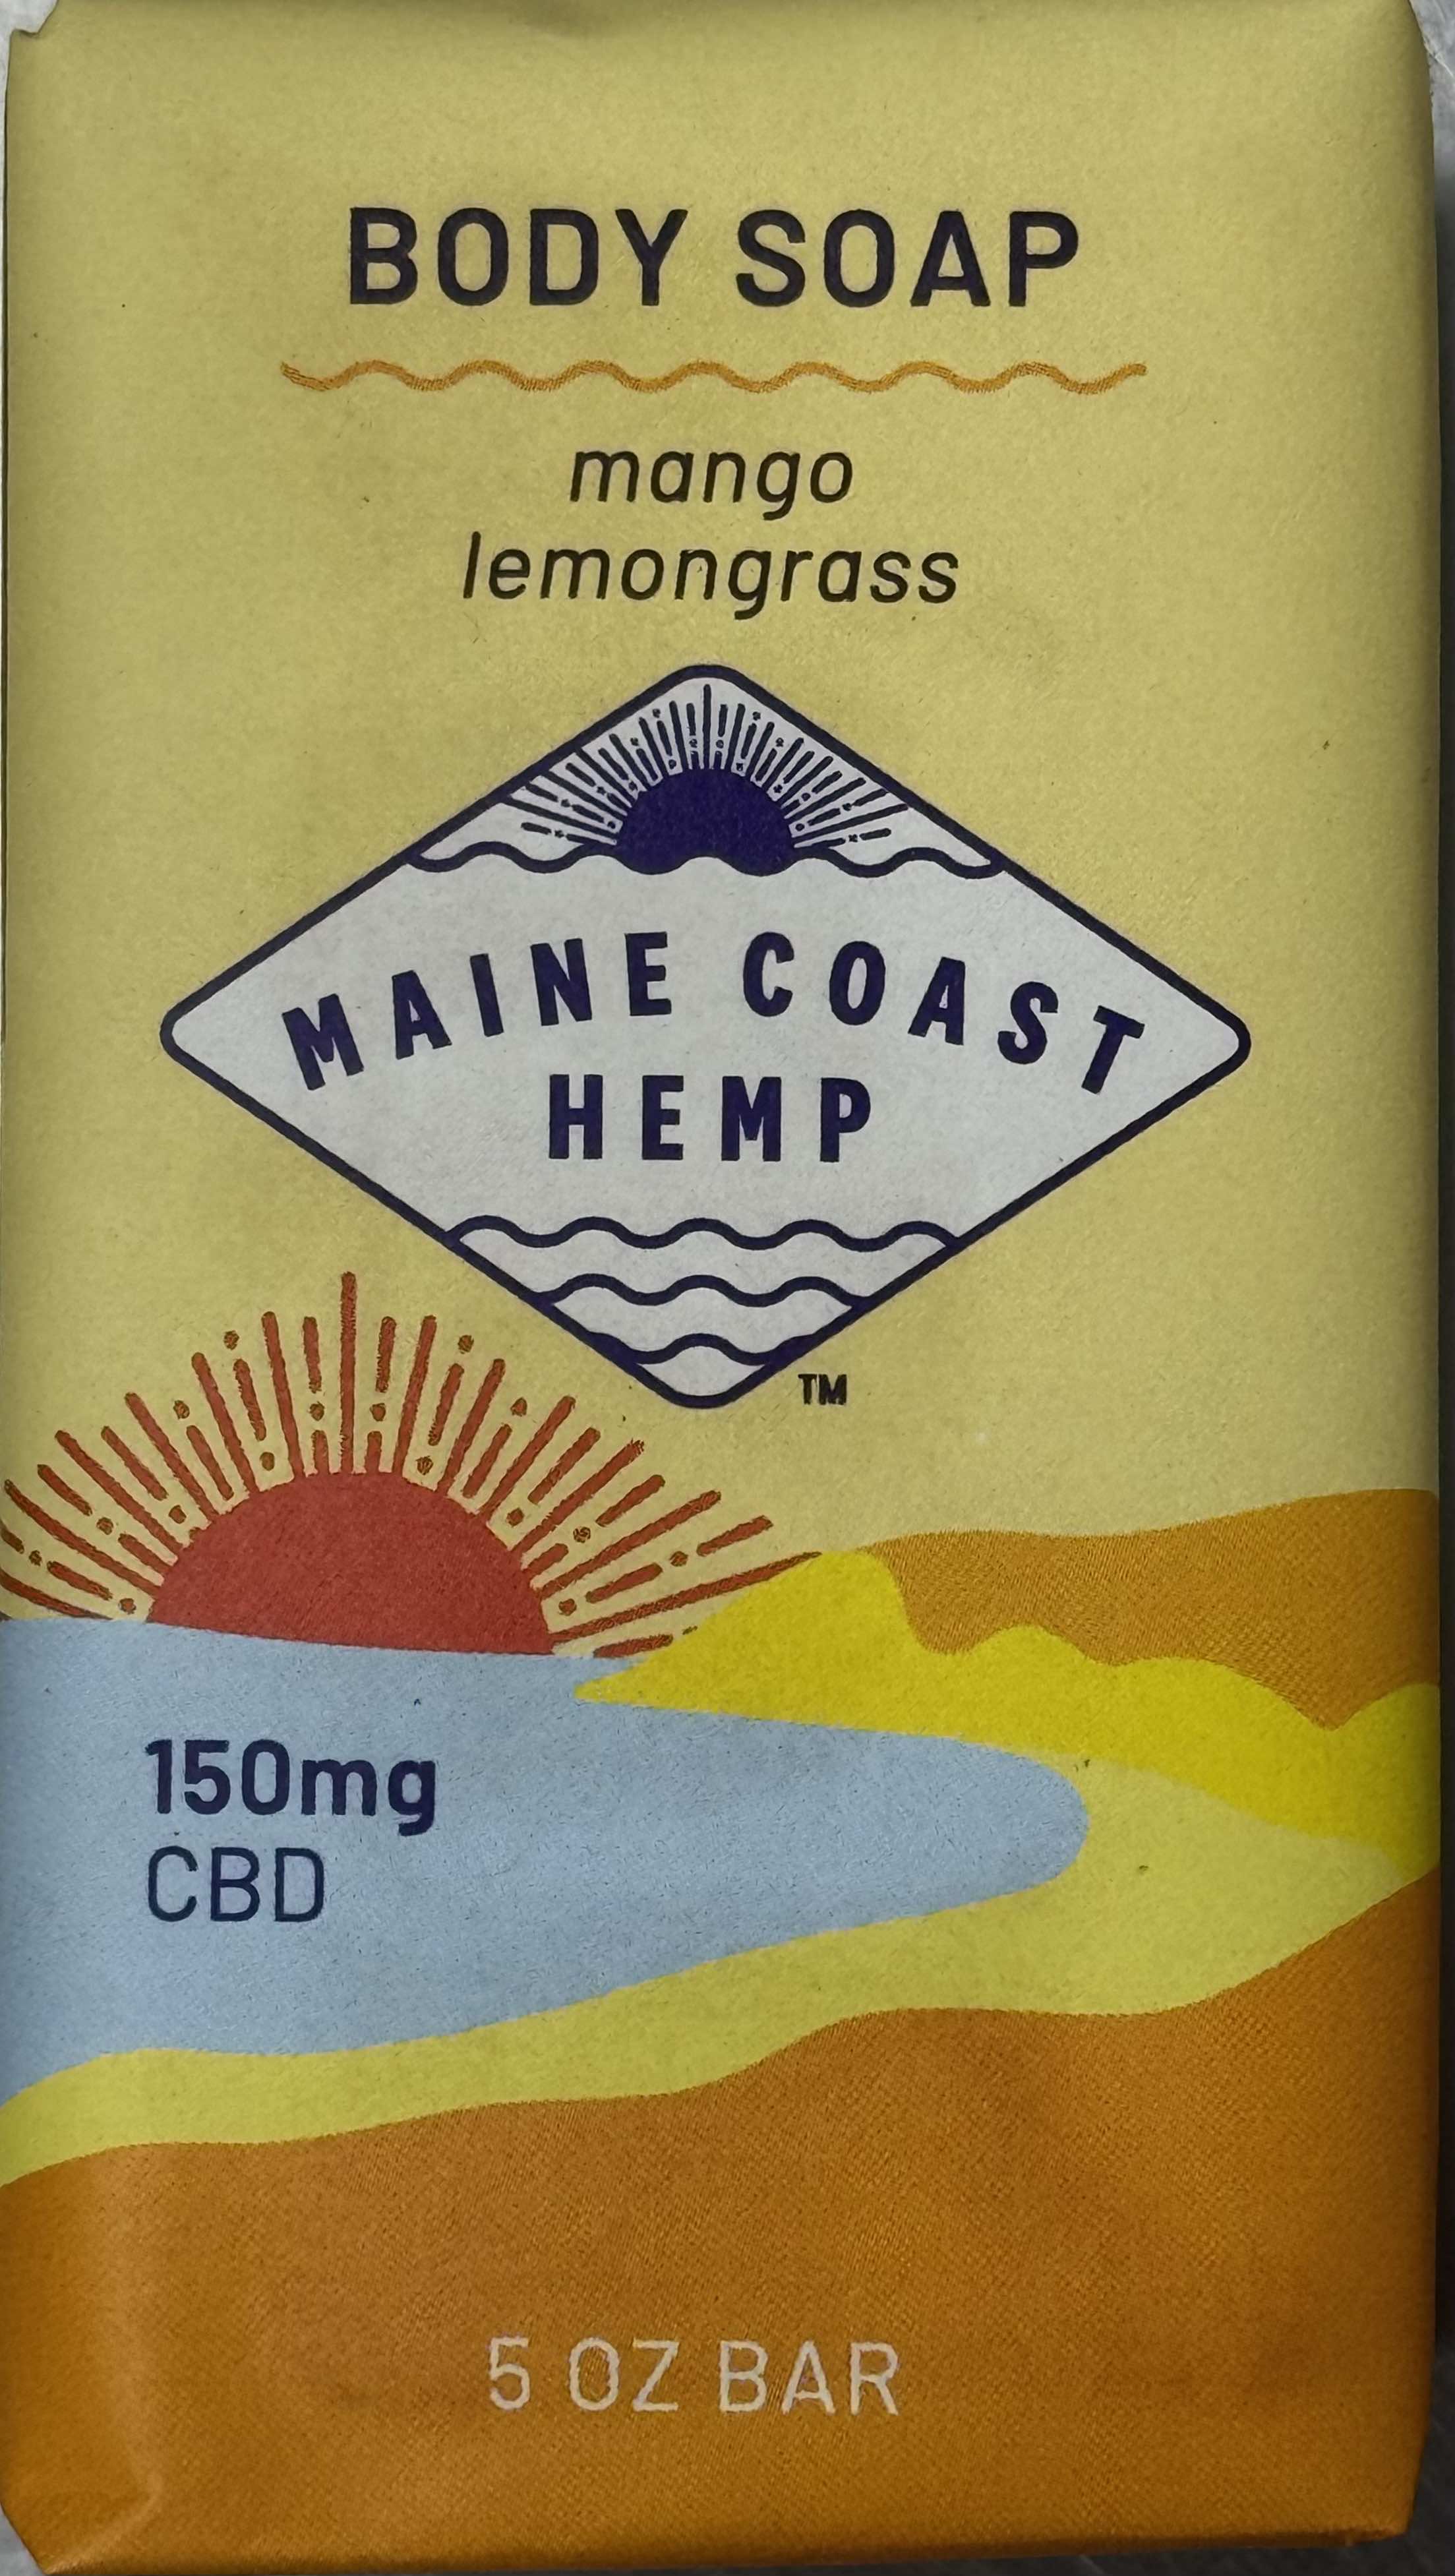 BODY SOAP
mango
lemongrass
MAINE COAST
HEMP
TM
150mg
CBD
5 OZ BAR